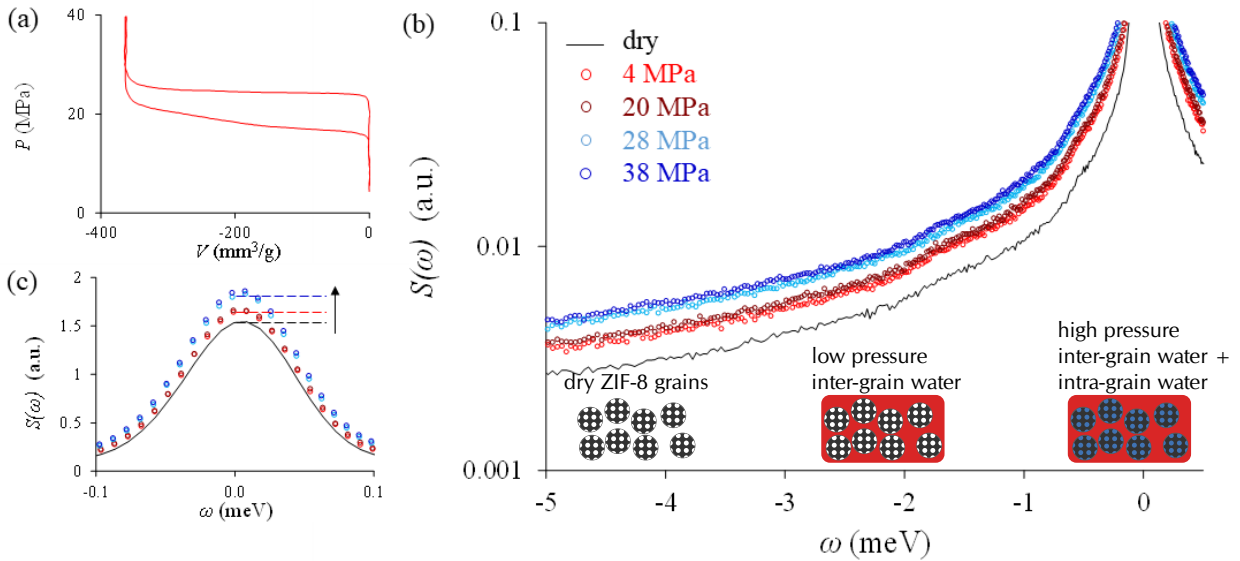 (a)
40
20
0
P (MPa)
-400
-200
0
V (mm³/g)
(b)
0.1
0.01
0.001
S(ω) (a.u.)
dry
4 MPa
20 MPa
28 MPa
38 MPa
dry ZIF-8 grains
low pressure
inter-grain water
high pressure
inter-grain water +
intra-grain water
-5
-4
-3
-2
-1
0
ω (meV)
(c)
2
1.5
1
0.5
0
S(ω) (a.u.)
-0.1
0.0
0.1
ω (meV)